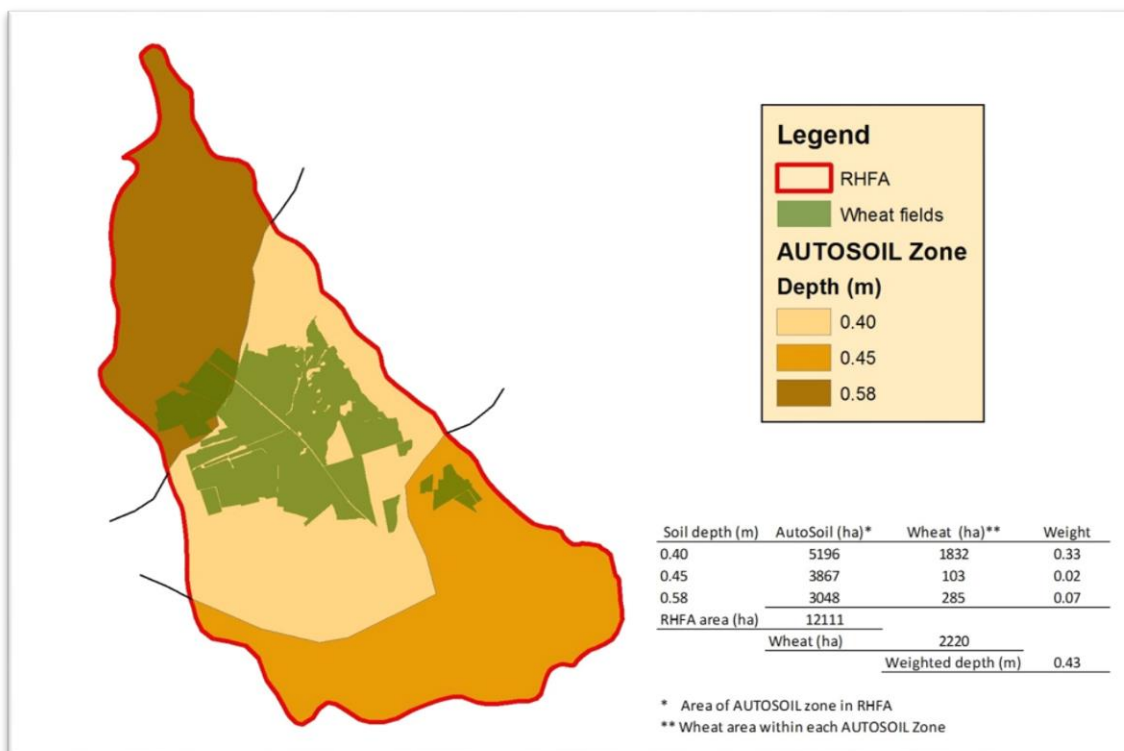 Legend
RHFA
Wheat fields
AUTOSOIL Zone
Depth (m)
0.40
0.45
0.58
Soil depth (m) AutoSoil (ha)* Wheat (ha)** Weight
0.40 5196 1832 0.33
0.45 3867 103 0.02
0.58 3048 285 0.07
RHFA area (ha) 12111
Wheat (ha) 2220
Weighted depth (m) 0.43
* Area of AUTOSOIL zone in RHFA
** Wheat area within each AUTOSOIL Zone